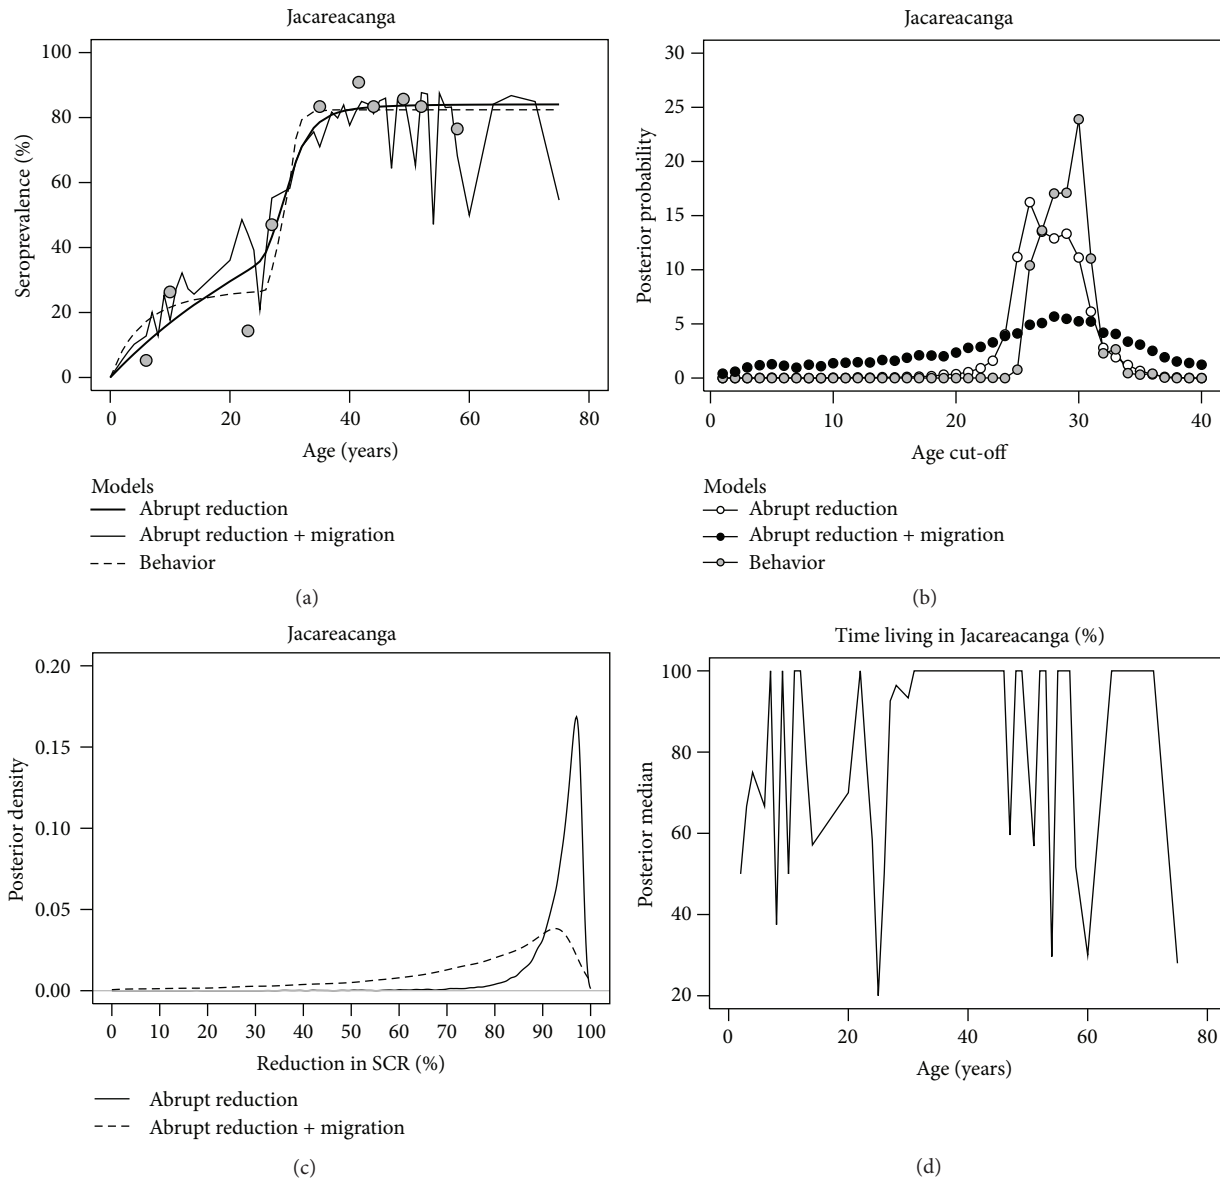 Jacareacanga
100
80
60
40
20
0
Seroprevalence (%)
0 20 40 60 80
Age (years)
Models
Abrupt reduction
Abrupt reduction + migration
Behavior
(a)
Jacareacanga
30
25
20
15
10
5
0
Posterior probability
0 10 20 30 40
Age cut-off
Models
Abrupt reduction
Abrupt reduction + migration
Behavior
(b)
Jacareacanga
0.20
0.15
0.10
0.05
0.00
Posterior density
0 10 20 30 40 50 60 70 80 90 100
Reduction in SCR (%)
Abrupt reduction
Abrupt reduction + migration
(c)
Time living in Jacareacanga (%)
100
80
60
40
20
Posterior median
0 20 40 60 80
Age (years)
(d)